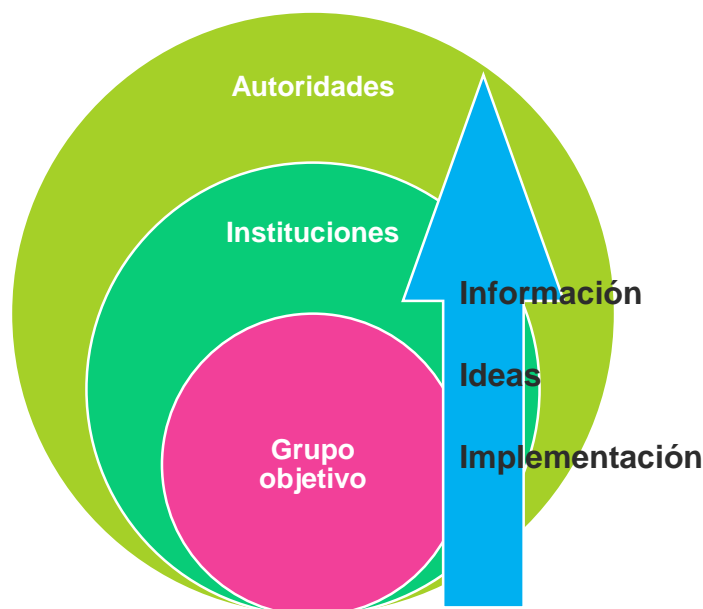 Autoridades
Instituciones
Información
Ideas
Grupo
objetivo
Implementación